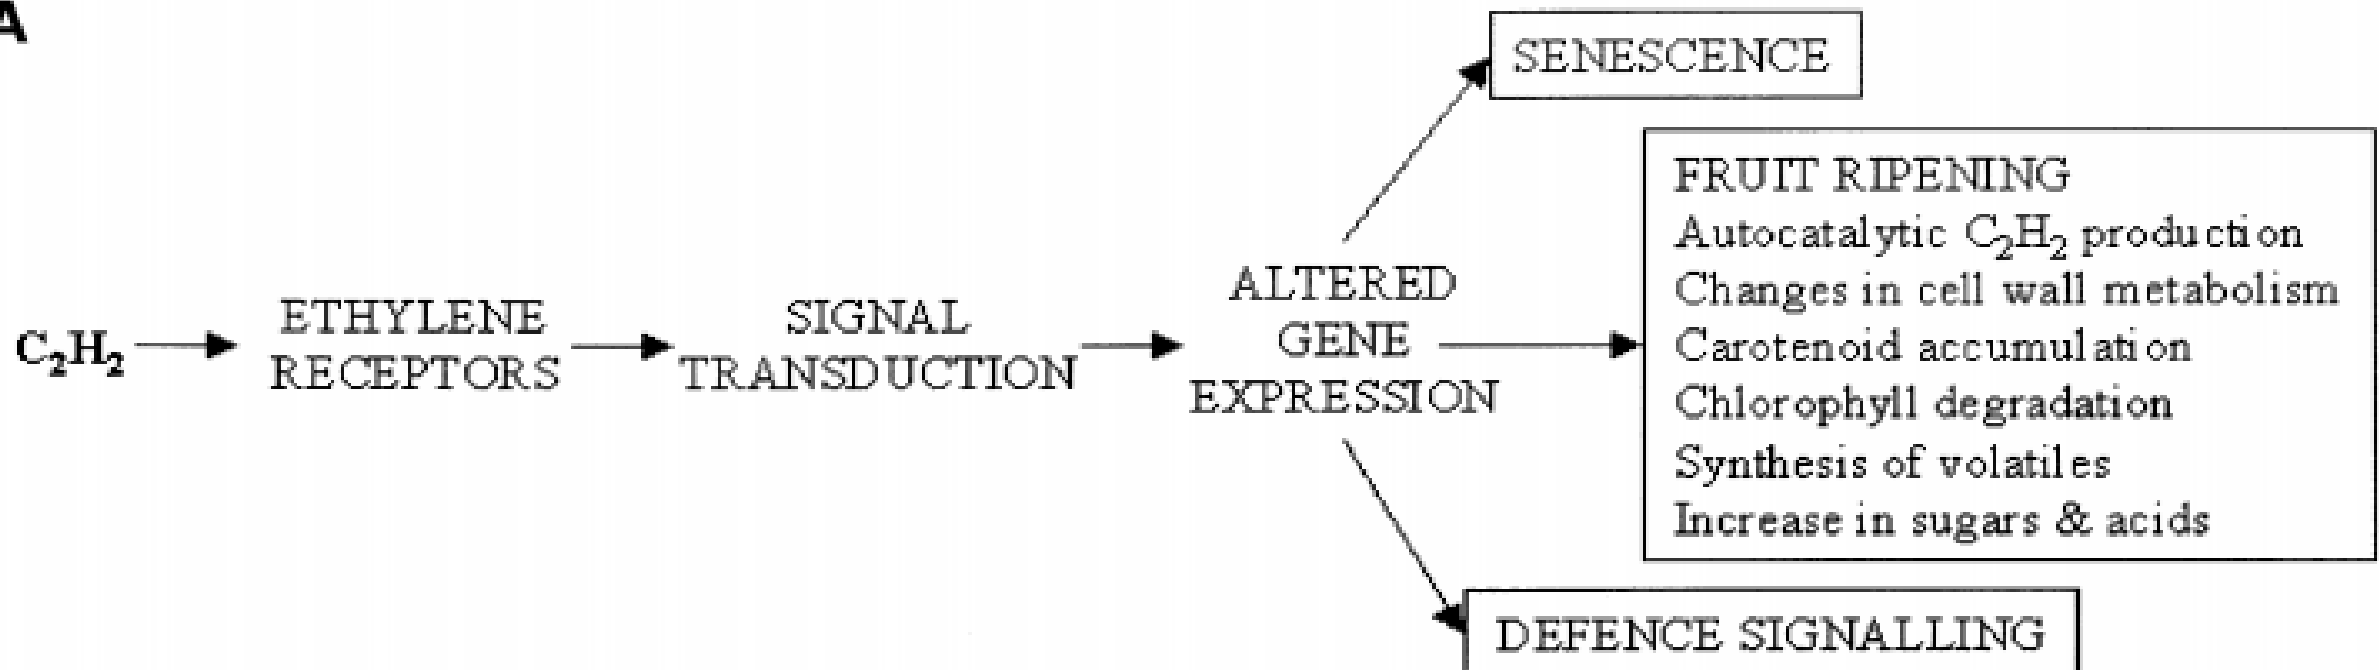 A
SENESCENCE
FRUIT RIPENING
Autocatalytic C₂H₂ production
Changes in cell wall metabolism
Carotenoid accumulation
Chlorophyll degradation
Synthesis of volatiles
Increase in sugars & acids
C₂H₂
ETHYLENE
RECEPTORS
SIGNAL
TRANSDUCTION
ALTERED
GENE
EXPRESSION
DEFENCE SIGNALLING